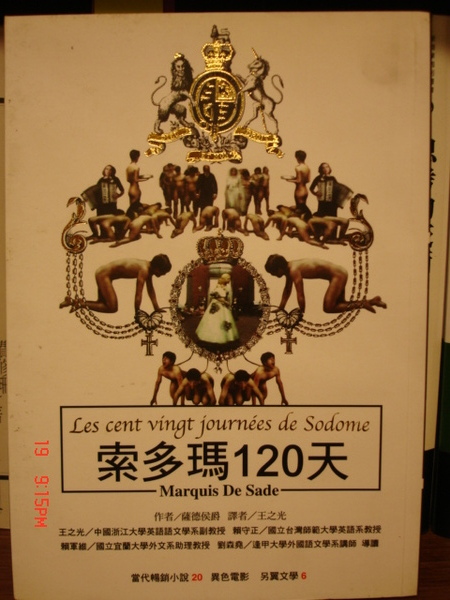 Les cent vingt journées de Sodome
索多瑪120天
Marquis De Sade
作者／薩德侯爵 譯者／王之光
王之光／中國浙江大學英語語文學系副教授 賴守正／國立台灣師範大學英語系教授
賴軍維／國立宜蘭大學外文系助理教授 劉森堯／逢甲大學外國語文學系講師 導讀
當代暢銷小說20 異色電影 另翼文學6
19 9:15PM